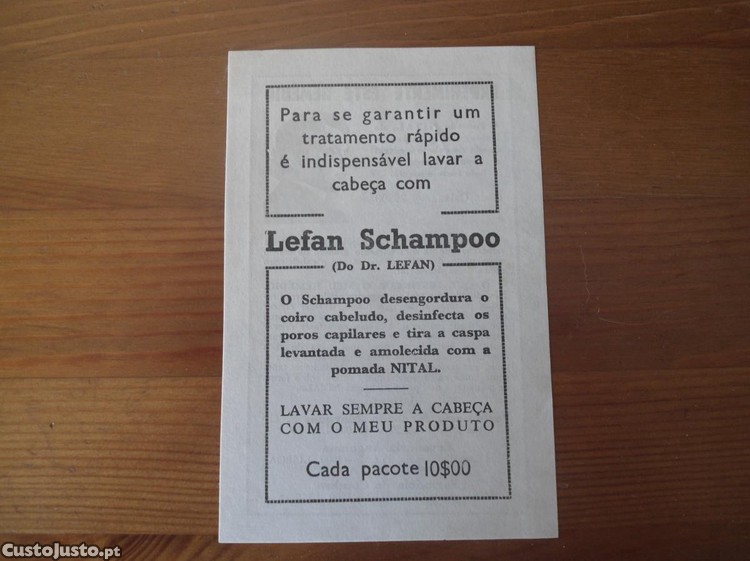 Para se garantir um
tratamento rápido
é indispensável lavar a
cabeça com
Lefan Schampoo
(Do Dr. LEFAN)
O Schampoo desengordura o
coiro cabeludo, desinfecta os
poros capilares e tira a caspa
levantada e amolecida com a
pomada NITAL.
LAVAR SEMPRE A CABEÇA
COM O MEU PRODUTO
Cada pacote 10$00
CustoJusto.pt